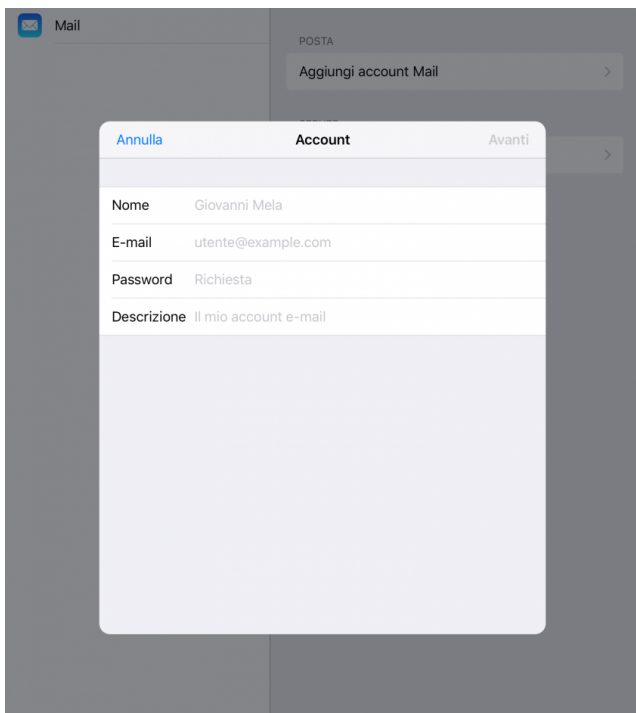 Mail
POSTA
Aggiungi account Mail
Annulla
Account
Avanti
Nome
Giovanni Mela
E-mail
utente@example.com
Password
Richiesta
Descrizione
Il mio account e-mail